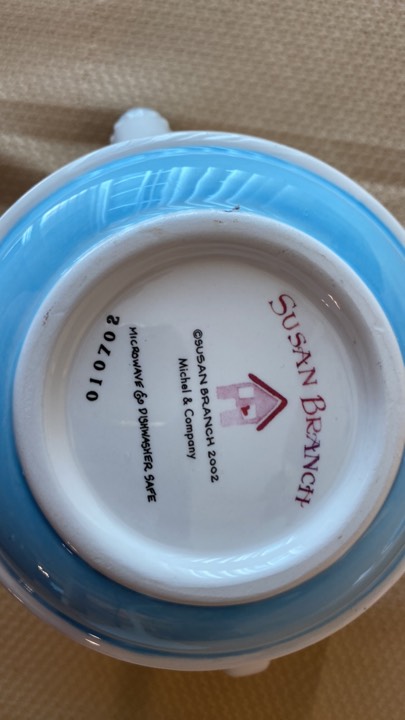 SUSAN BRANCH
©SUSAN BRANCH 2002
Michel & Company
MICROWAVE & DISHWASHER SAFE
010702